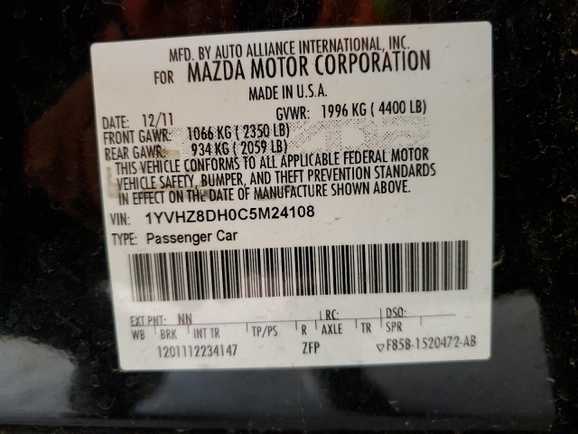 MFD. BY AUTO ALLIANCE INTERNATIONAL, INC.
FOR MAZDA MOTOR CORPORATION
MADE IN U.S.A.
DATE: 12/11 GVWR: 1996 KG ( 4400 LB)
FRONT GAWR: 1066 KG ( 2350 LB)
REAR GAWR: 934 KG ( 2059 LB)
THIS VEHICLE CONFORMS TO ALL APPLICABLE FEDERAL MOTOR
VEHICLE SAFETY, BUMPER, AND THEFT PREVENTION STANDARDS
IN EFFECT ON THE DATE OF MANUFACTURE SHOWN ABOVE.
VIN: 1YVHZ8DH0C5M24108
TYPE: Passenger Car
EXT PNT: NN RC: DSO:
WB BRK INT TR TP/PS R AXLE TR SPR
1201112234147 ZFP ▽F85B-1520472-AB